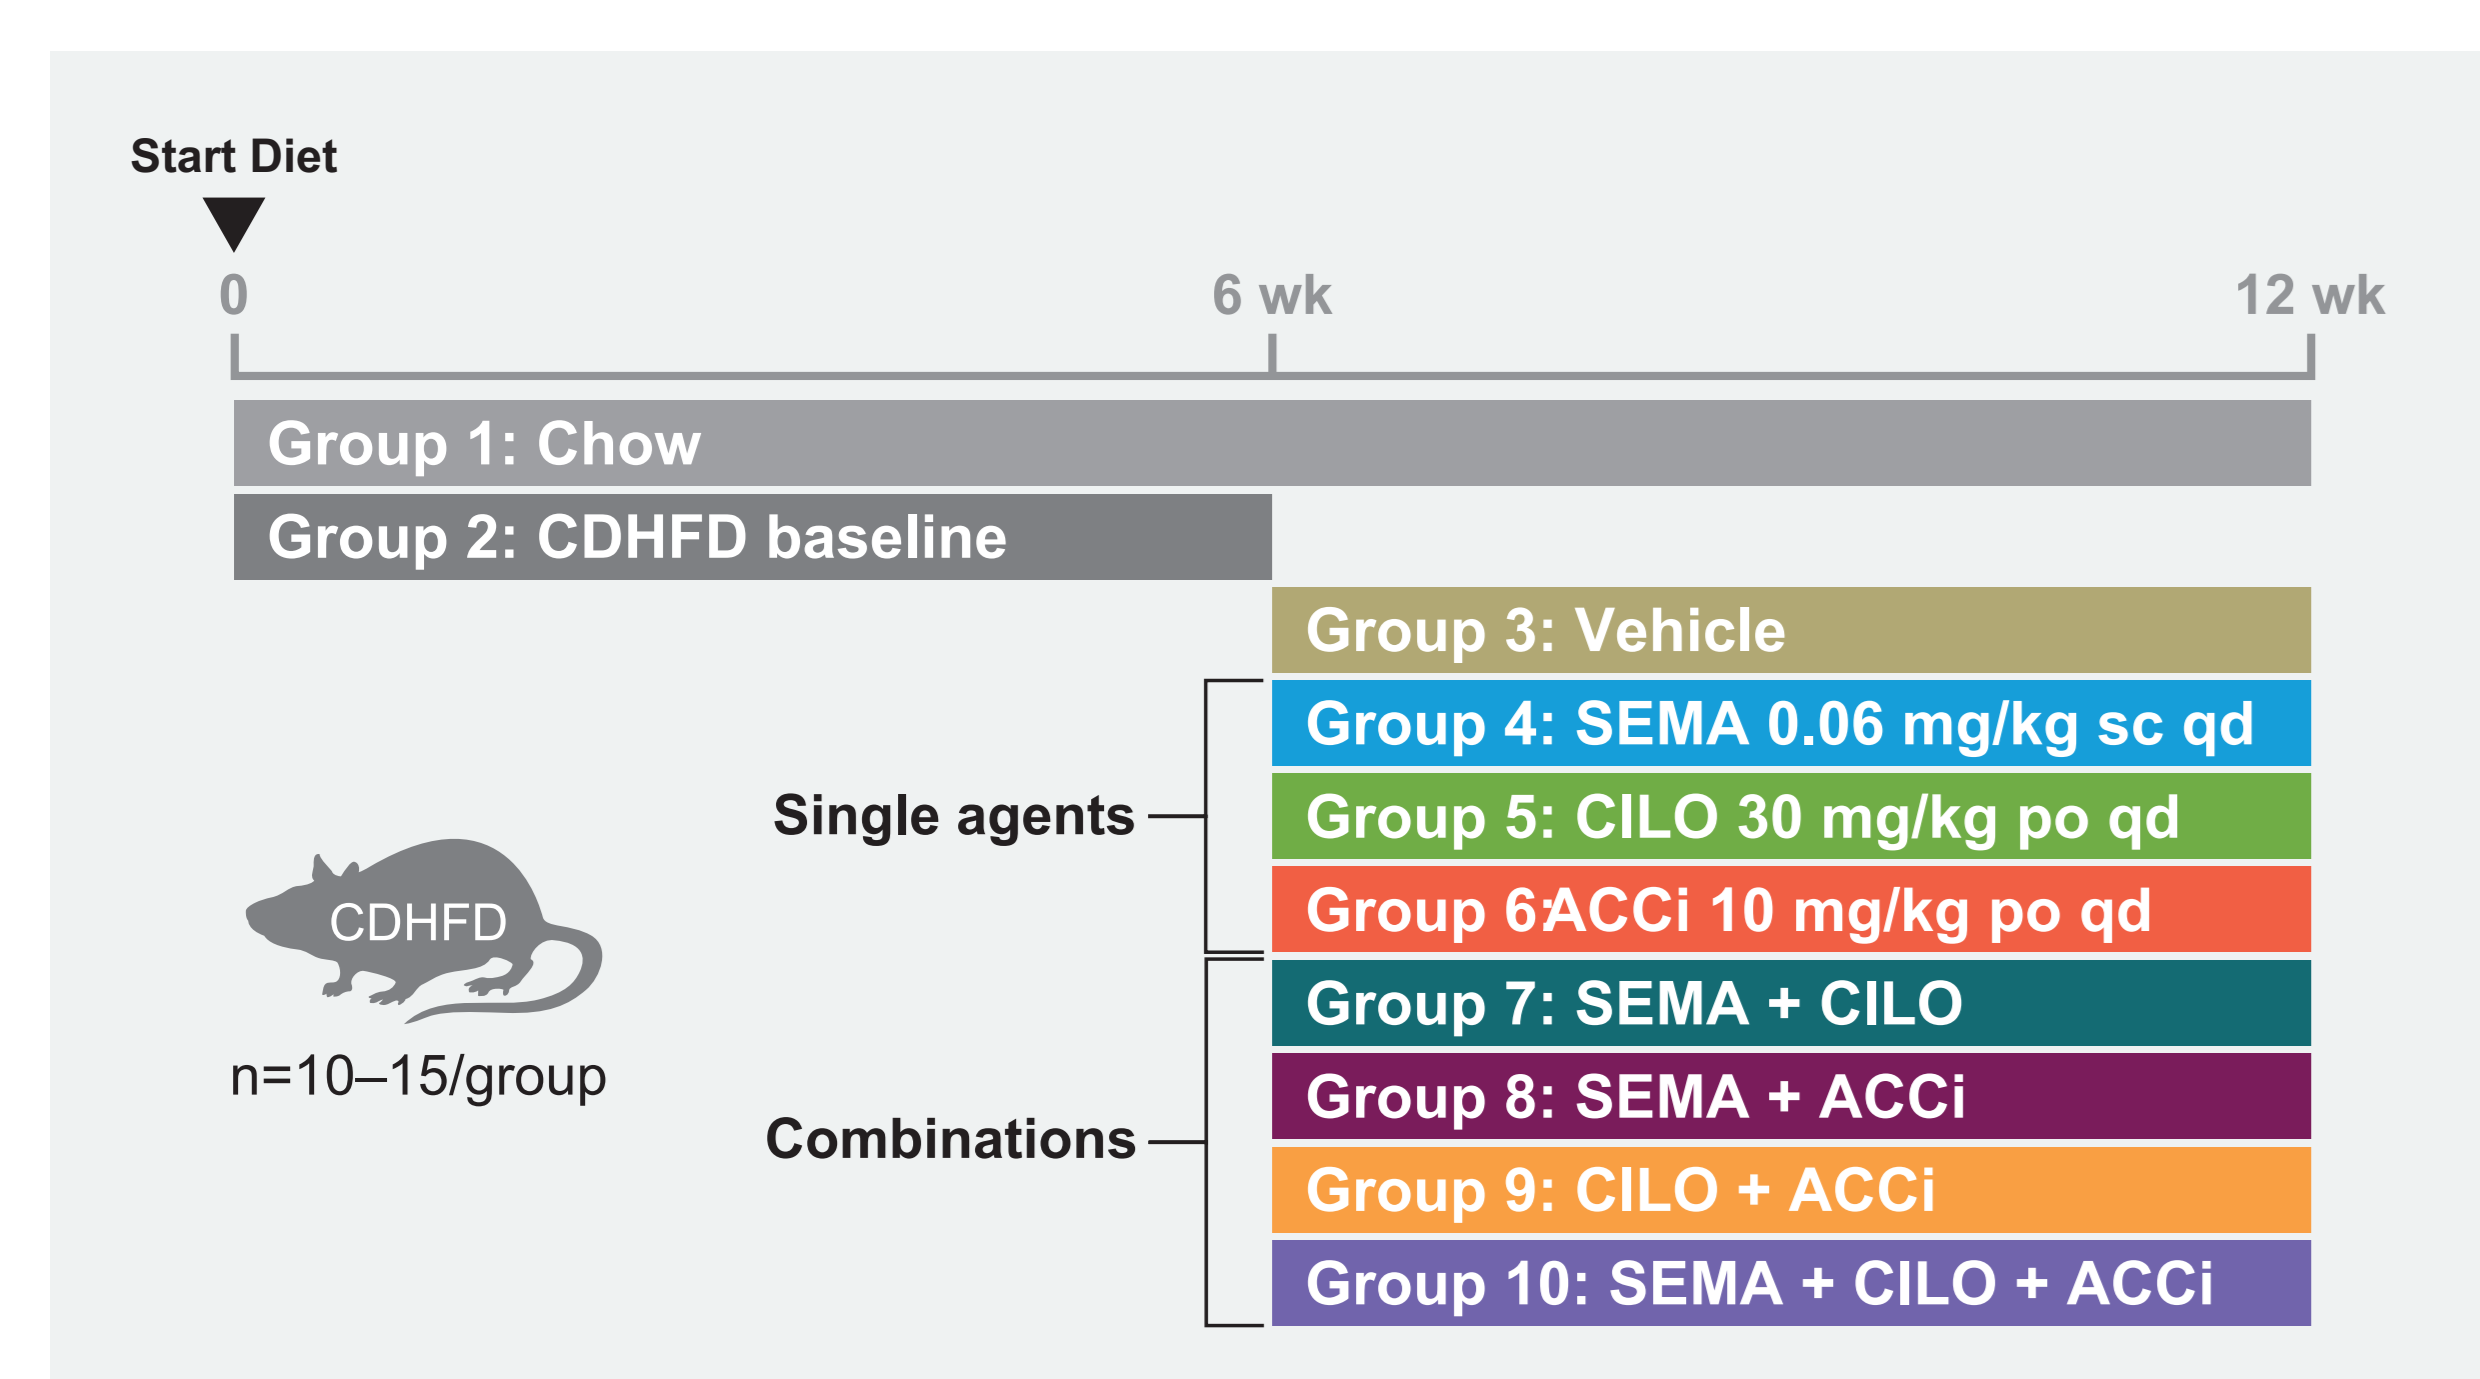 Start Diet
0
6 wk
12 wk
Group 1: Chow
Group 2: CDHFD baseline
Group 3: Vehicle
Single agents
Group 4: SEMA 0.06 mg/kg sc qd
Group 5: CILO 30 mg/kg po qd
Group 6:ACCi 10 mg/kg po qd
Combinations
Group 7: SEMA + CILO
Group 8: SEMA + ACCi
Group 9: CILO + ACCi
Group 10: SEMA + CILO + ACCi
CDHFD
n=10–15/group